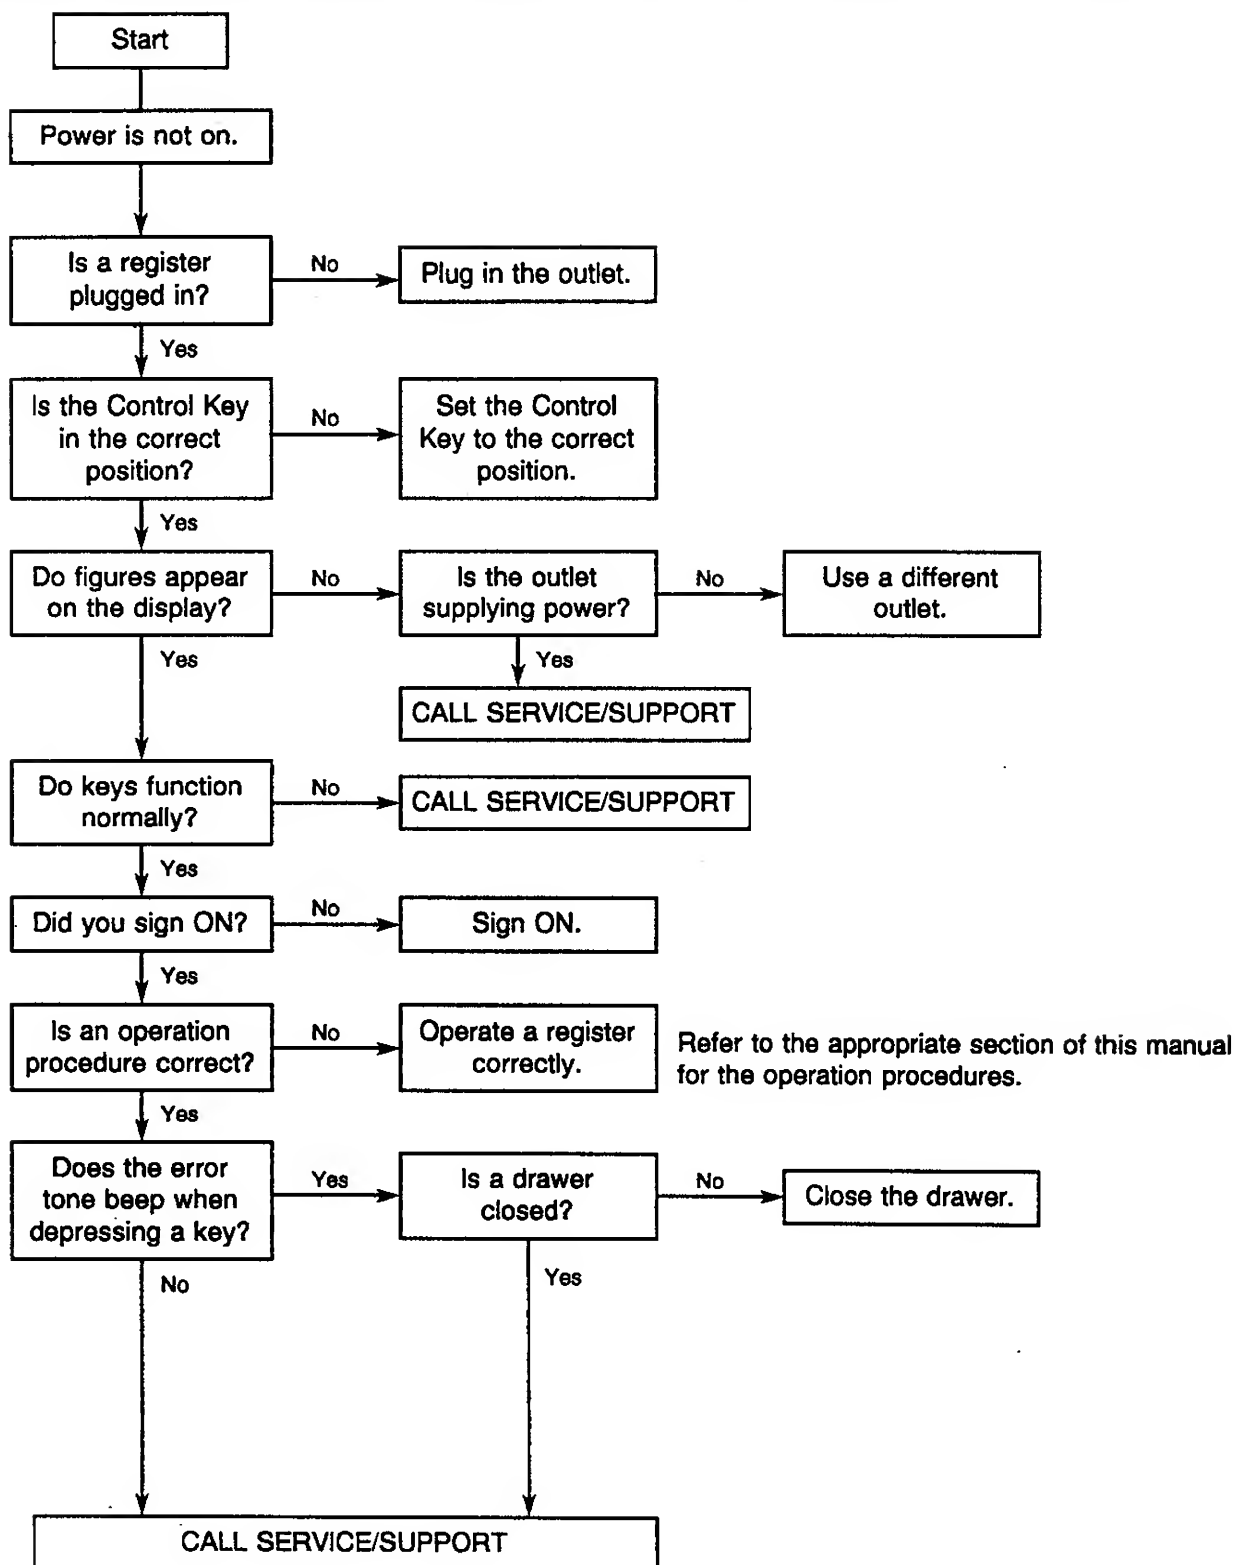 Start
Power is not on.
Is a register
plugged in?
No
Plug in the outlet.
Yes
Is the Control Key
in the correct
position?
No
Set the Control
Key to the correct
position.
Yes
Do figures appear
on the display?
No
Is the outlet
supplying power?
No
Use a different
outlet.
Yes
Yes
CALL SERVICE/SUPPORT
Do keys function
normally?
No
CALL SERVICE/SUPPORT
Yes
Did you sign ON?
No
Sign ON.
Yes
Is an operation
procedure correct?
No
Operate a register
correctly.
Refer to the appropriate section of this manual
for the operation procedures.
Yes
Does the error
tone beep when
depressing a key?
Yes
Is a drawer
closed?
No
Close the drawer.
No
Yes
CALL SERVICE/SUPPORT